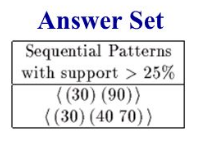 Answer Set
Sequential Patterns
with support > 25%
⟨ (30) (90) ⟩
⟨ (30) (40 70) ⟩